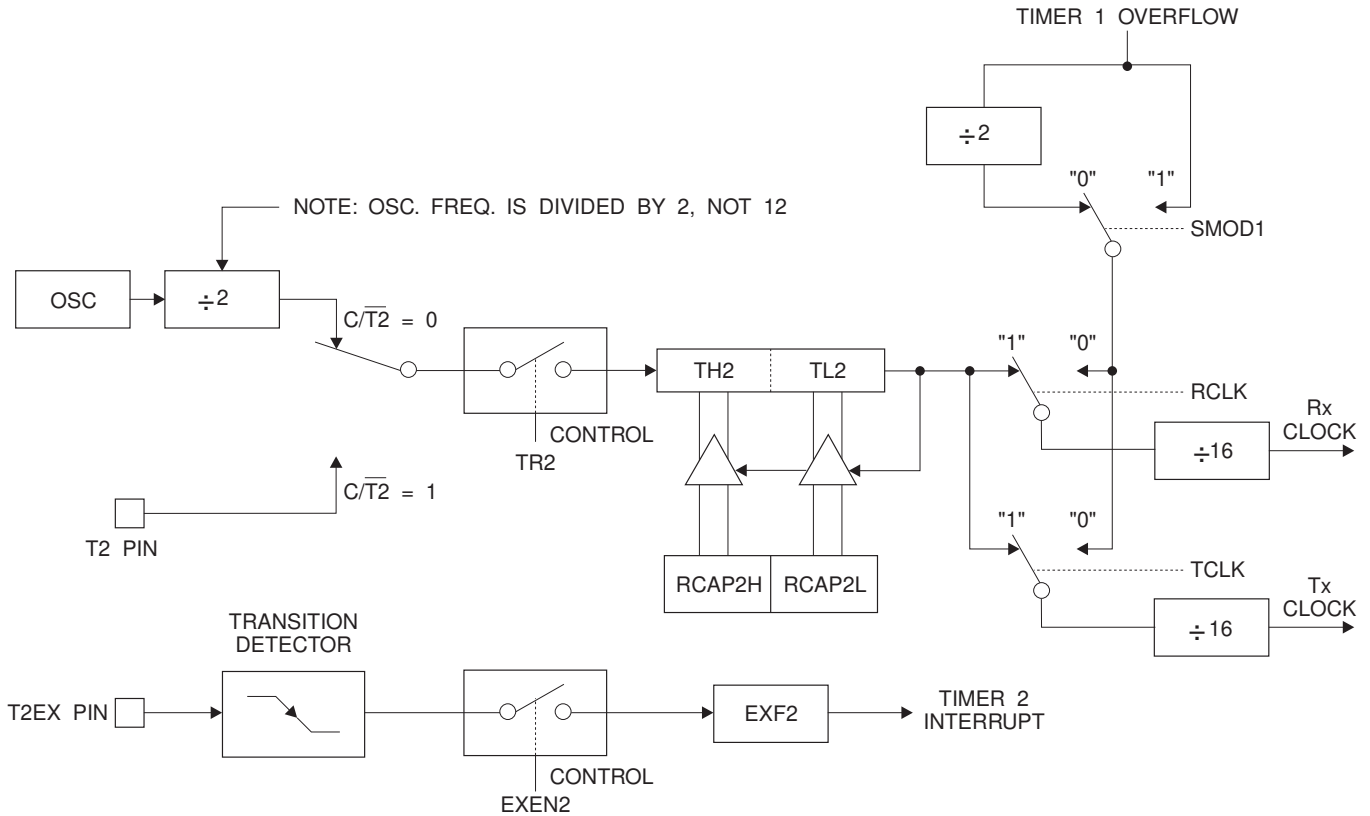 TIMER 1 OVERFLOW
÷2
"0" "1"
NOTE: OSC. FREQ. IS DIVIDED BY 2, NOT 12
SMOD1
OSC
÷2
C/T2̅ = 0
"1" "0"
TH2 TL2
RCLK
Rx
CLOCK
CONTROL
TR2
÷16
C/T2̅ = 1
T2 PIN
"1" "0"
RCAP2H RCAP2L
TCLK
Tx
CLOCK
÷16
TRANSITION
DETECTOR
T2EX PIN
EXF2
TIMER 2
INTERRUPT
CONTROL
EXEN2